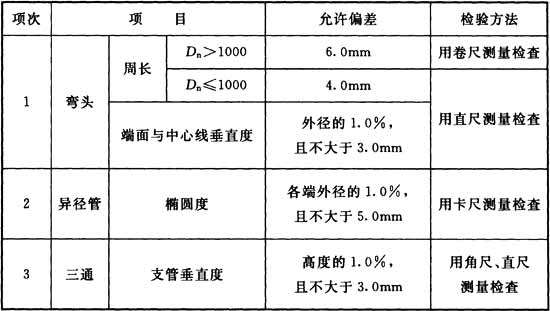 项次 项 目 允许偏差 检验方法
1 弯头 周长 Dn＞1000 6.0mm 用卷尺测量检查
Dn≤1000 4.0mm 用直尺测量检查
端面与中心线垂直度 外径的1.0%，
且不大于3.0mm
2 异径管 椭圆度 各端外径的1.0%，
且不大于5.0mm 用卡尺测量检查
3 三通 支管垂直度 高度的1.0%，
且不大于3.0mm 用角尺、直尺
测量检查